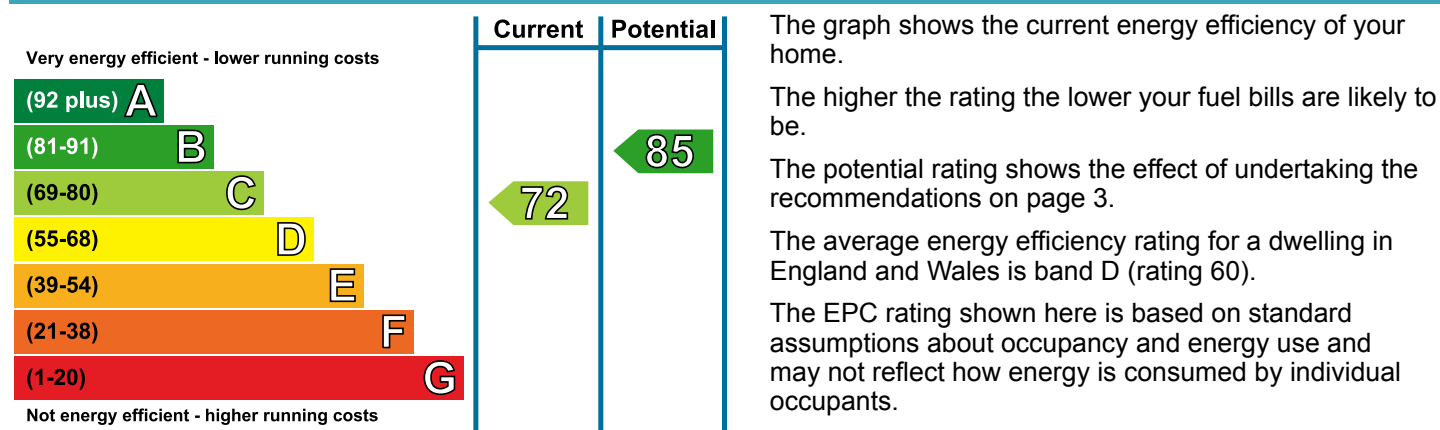 Current Potential
Very energy efficient - lower running costs
(92 plus) A
(81-91) B
85
(69-80) C
72
(55-68) D
(39-54) E
(21-38) F
(1-20) G
Not energy efficient - higher running costs
The graph shows the current energy efficiency of your
home.
The higher the rating the lower your fuel bills are likely to
be.
The potential rating shows the effect of undertaking the
recommendations on page 3.
The average energy efficiency rating for a dwelling in
England and Wales is band D (rating 60).
The EPC rating shown here is based on standard
assumptions about occupancy and energy use and
may not reflect how energy is consumed by individual
occupants.